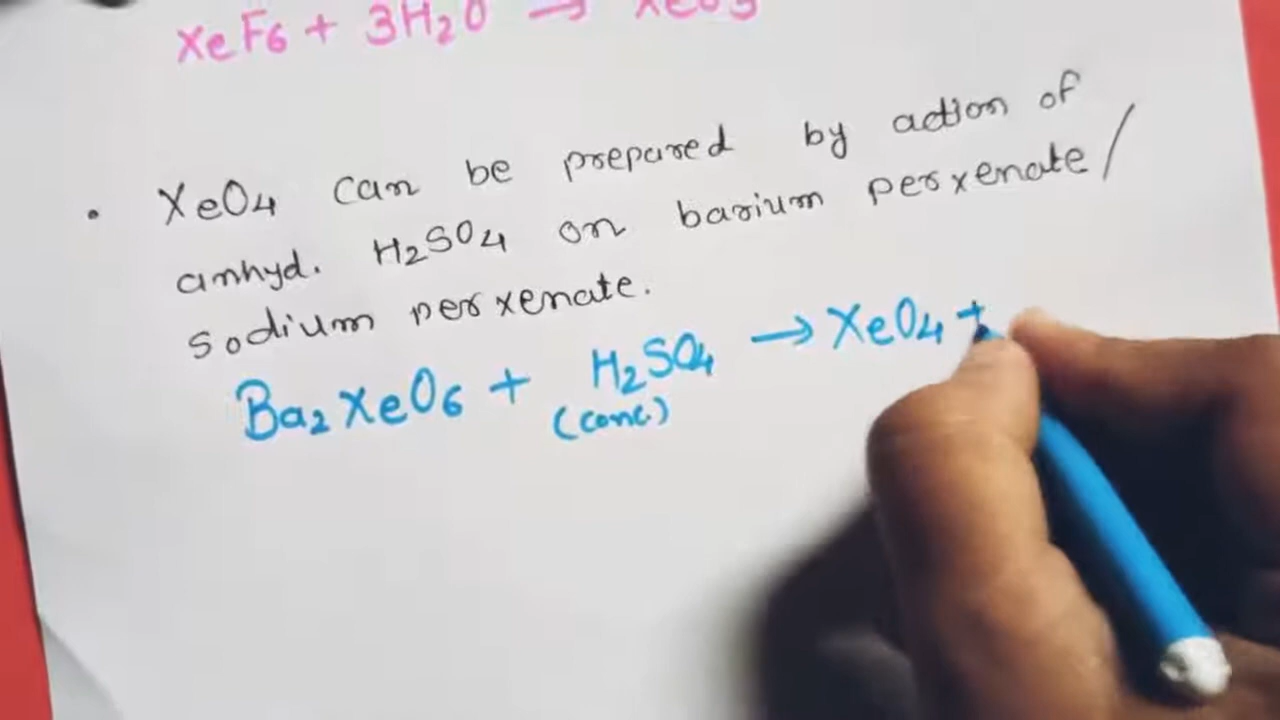 XeF6 + 3H2O → XeO3
• XeO4 can be prepared by action of
anhyd. H2SO4 on barium perxenate/
sodium perxenate.
Ba2XeO6 + H2SO4 → XeO4 +
(conc.)